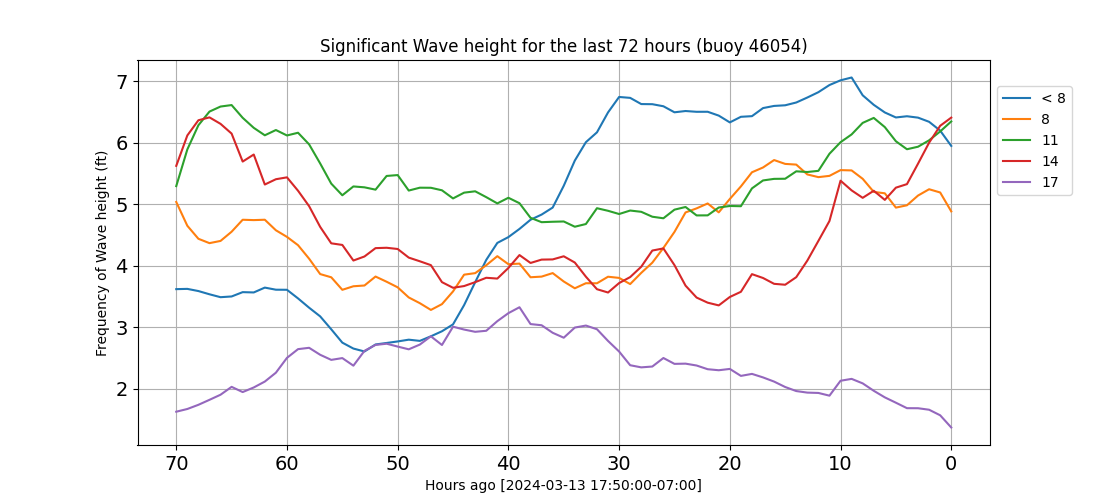 Significant Wave height for the last 72 hours (buoy 46054)
Frequency of Wave height (ft)
7
6
5
4
3
2
< 8
8
11
14
17
70 60 50 40 30 20 10 0
Hours ago [2024-03-13 17:50:00-07:00]